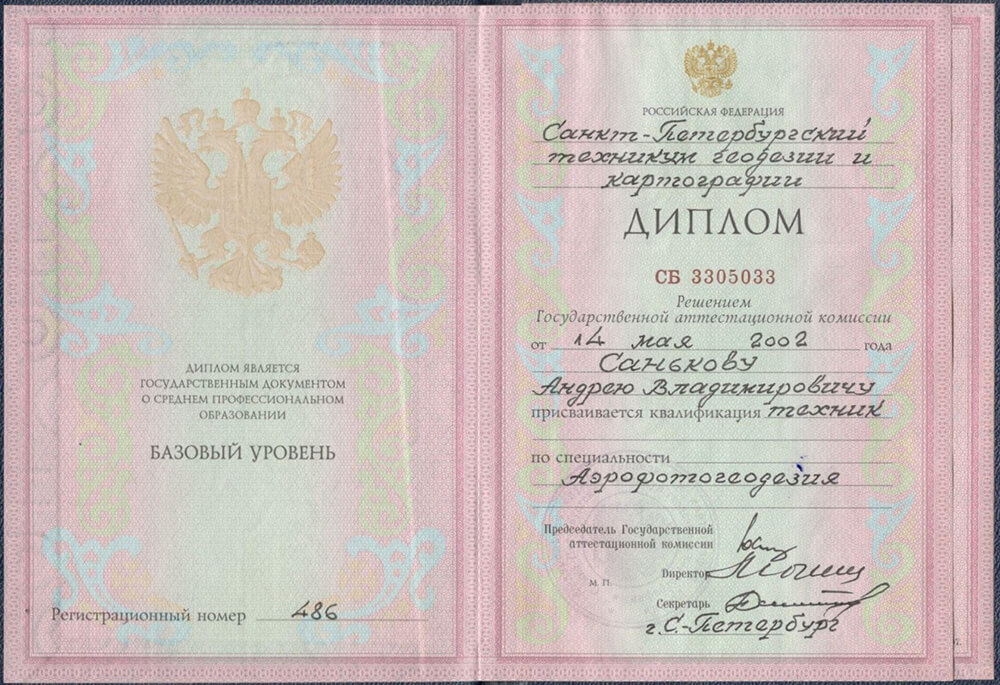 ДИПЛОМ ЯВЛЯЕТСЯ
ГОСУДАРСТВЕННЫМ ДОКУМЕНТОМ
О СРЕДНЕМ ПРОФЕССИОНАЛЬНОМ
ОБРАЗОВАНИИ
БАЗОВЫЙ УРОВЕНЬ
Регистрационный номер 486
РОССИЙСКАЯ ФЕДЕРАЦИЯ
Санкт-Петербургский
техникум геодезии и
картографии
ДИПЛОМ
СБ 3305033
Решением
Государственной аттестационной комиссии
от 14 мая 2002 года
Санькову
Андрею Владимировичу
присваивается квалификация техник
по специальности
Аэрофотогеодезия
Председатель Государственной
аттестационной комиссии
Директор
М. П.
Секретарь
г. С-Петербург